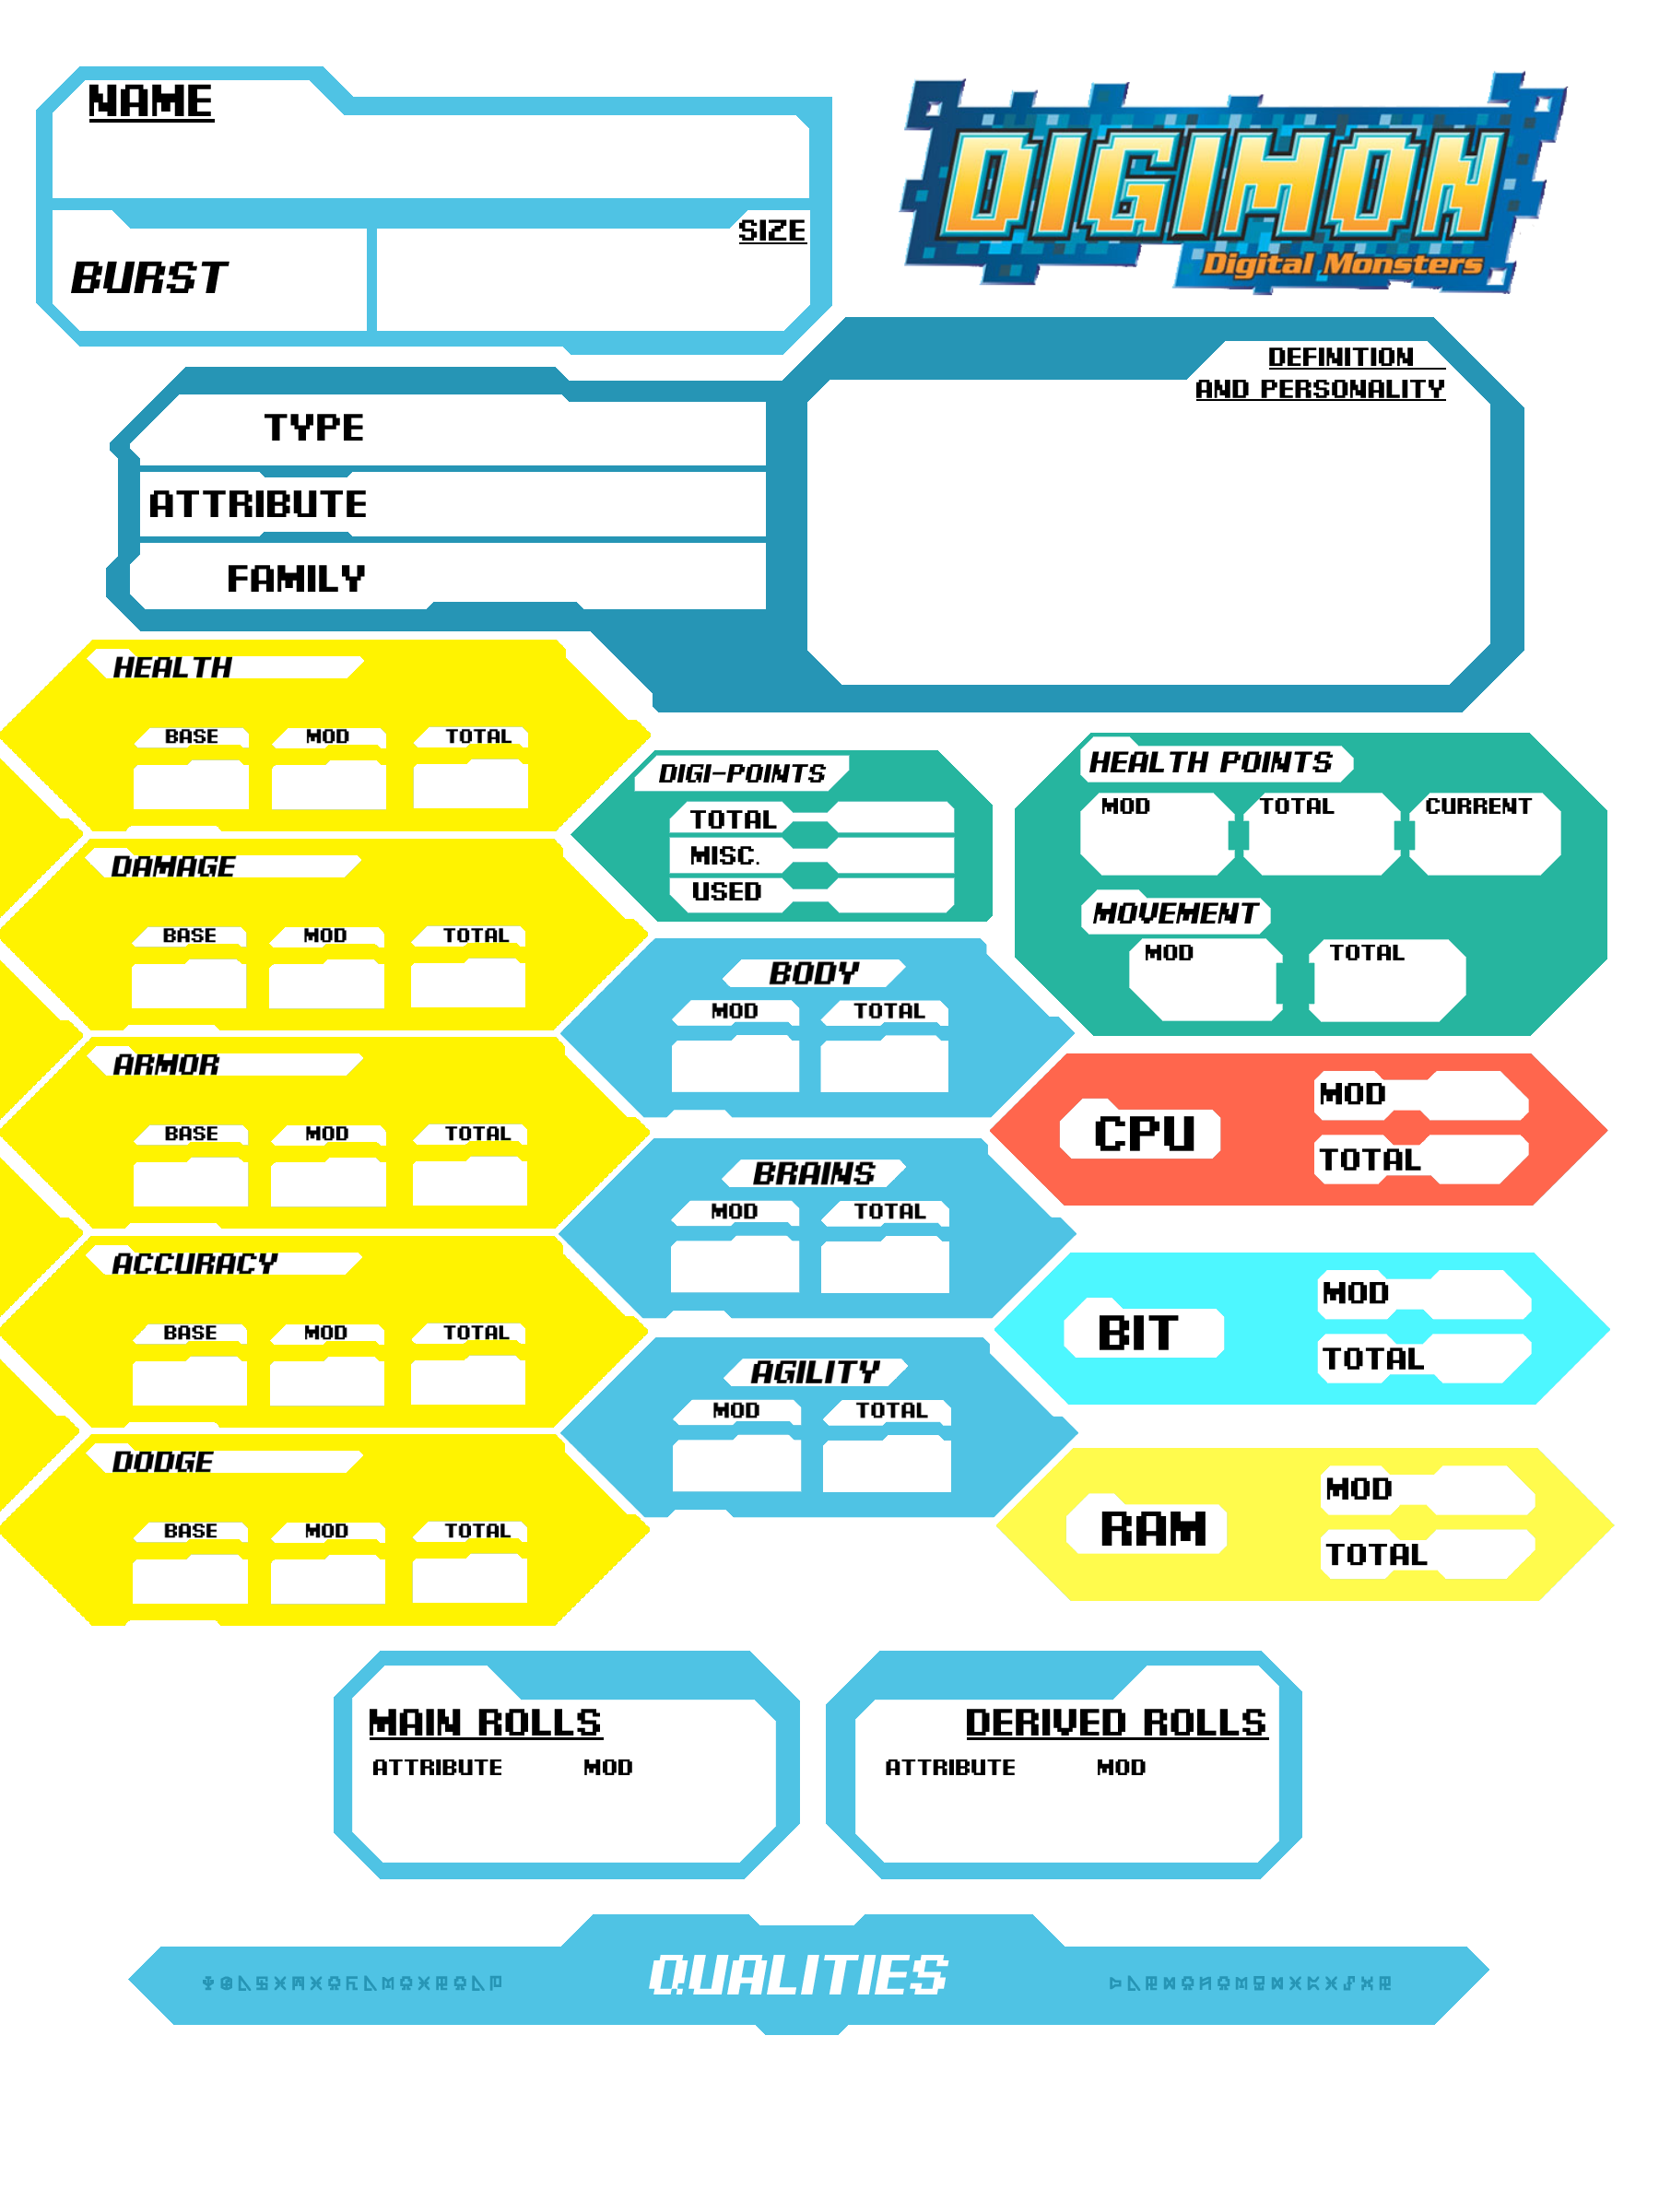 NAME
DIGIMON
Digital Monsters
SIZE
BURST
DEFINITION
AND PERSONALITY
TYPE
ATTRIBUTE
FAMILY
HEALTH
BASE MOD TOTAL
DAMAGE
BASE MOD TOTAL
ARMOR
BASE MOD TOTAL
ACCURACY
BASE MOD TOTAL
DODGE
BASE MOD TOTAL
DIGI-POINTS
TOTAL
MISC.
USED
BODY
MOD TOTAL
BRAINS
MOD TOTAL
AGILITY
MOD TOTAL
HEALTH POINTS
MOD TOTAL CURRENT
MOVEMENT
MOD TOTAL
CPU
MOD
TOTAL
BIT
MOD
TOTAL
RAM
MOD
TOTAL
MAIN ROLLS
ATTRIBUTE MOD
DERIVED ROLLS
ATTRIBUTE MOD
QUALITIES